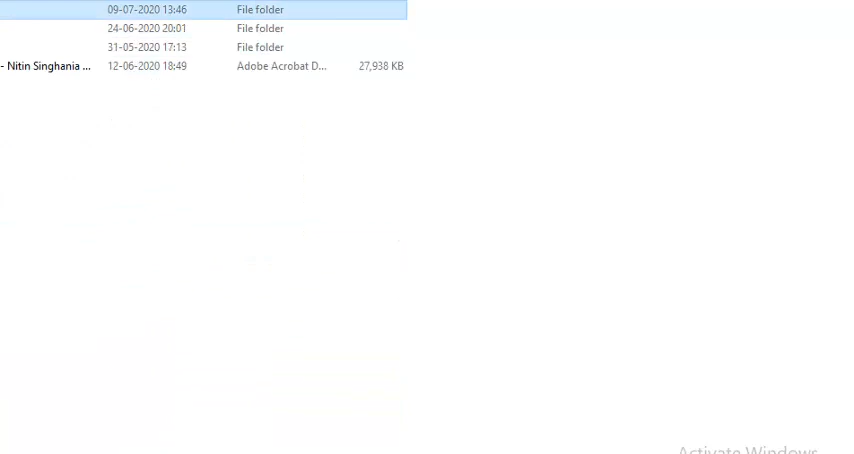 09-07-2020 13:46 File folder
24-06-2020 20:01 File folder
31-05-2020 17:13 File folder
- Nitin Singhania ... 12-06-2020 18:49 Adobe Acrobat D... 27,938 KB
Activate Windows